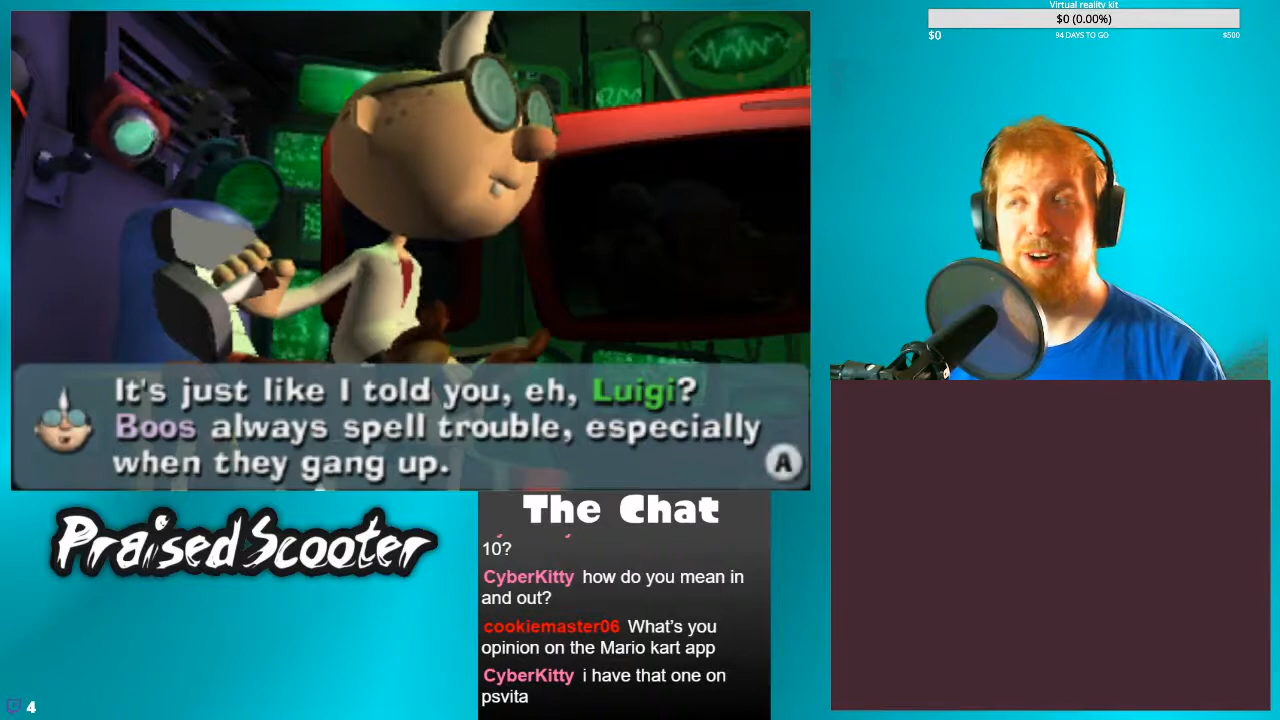 Virtual reality kit
$0 (0.00%)
$0
94 DAYS TO GO
$500
It's just like I told you, eh, Luigi?
Boos always spell trouble, especially
when they gang up.
A
PraisedScooter
The Chat
10?
CyberKitty how do you mean in
and out?
cookiemaster06 What's you
opinion on the Mario kart app
CyberKitty i have that one on
psvita
4